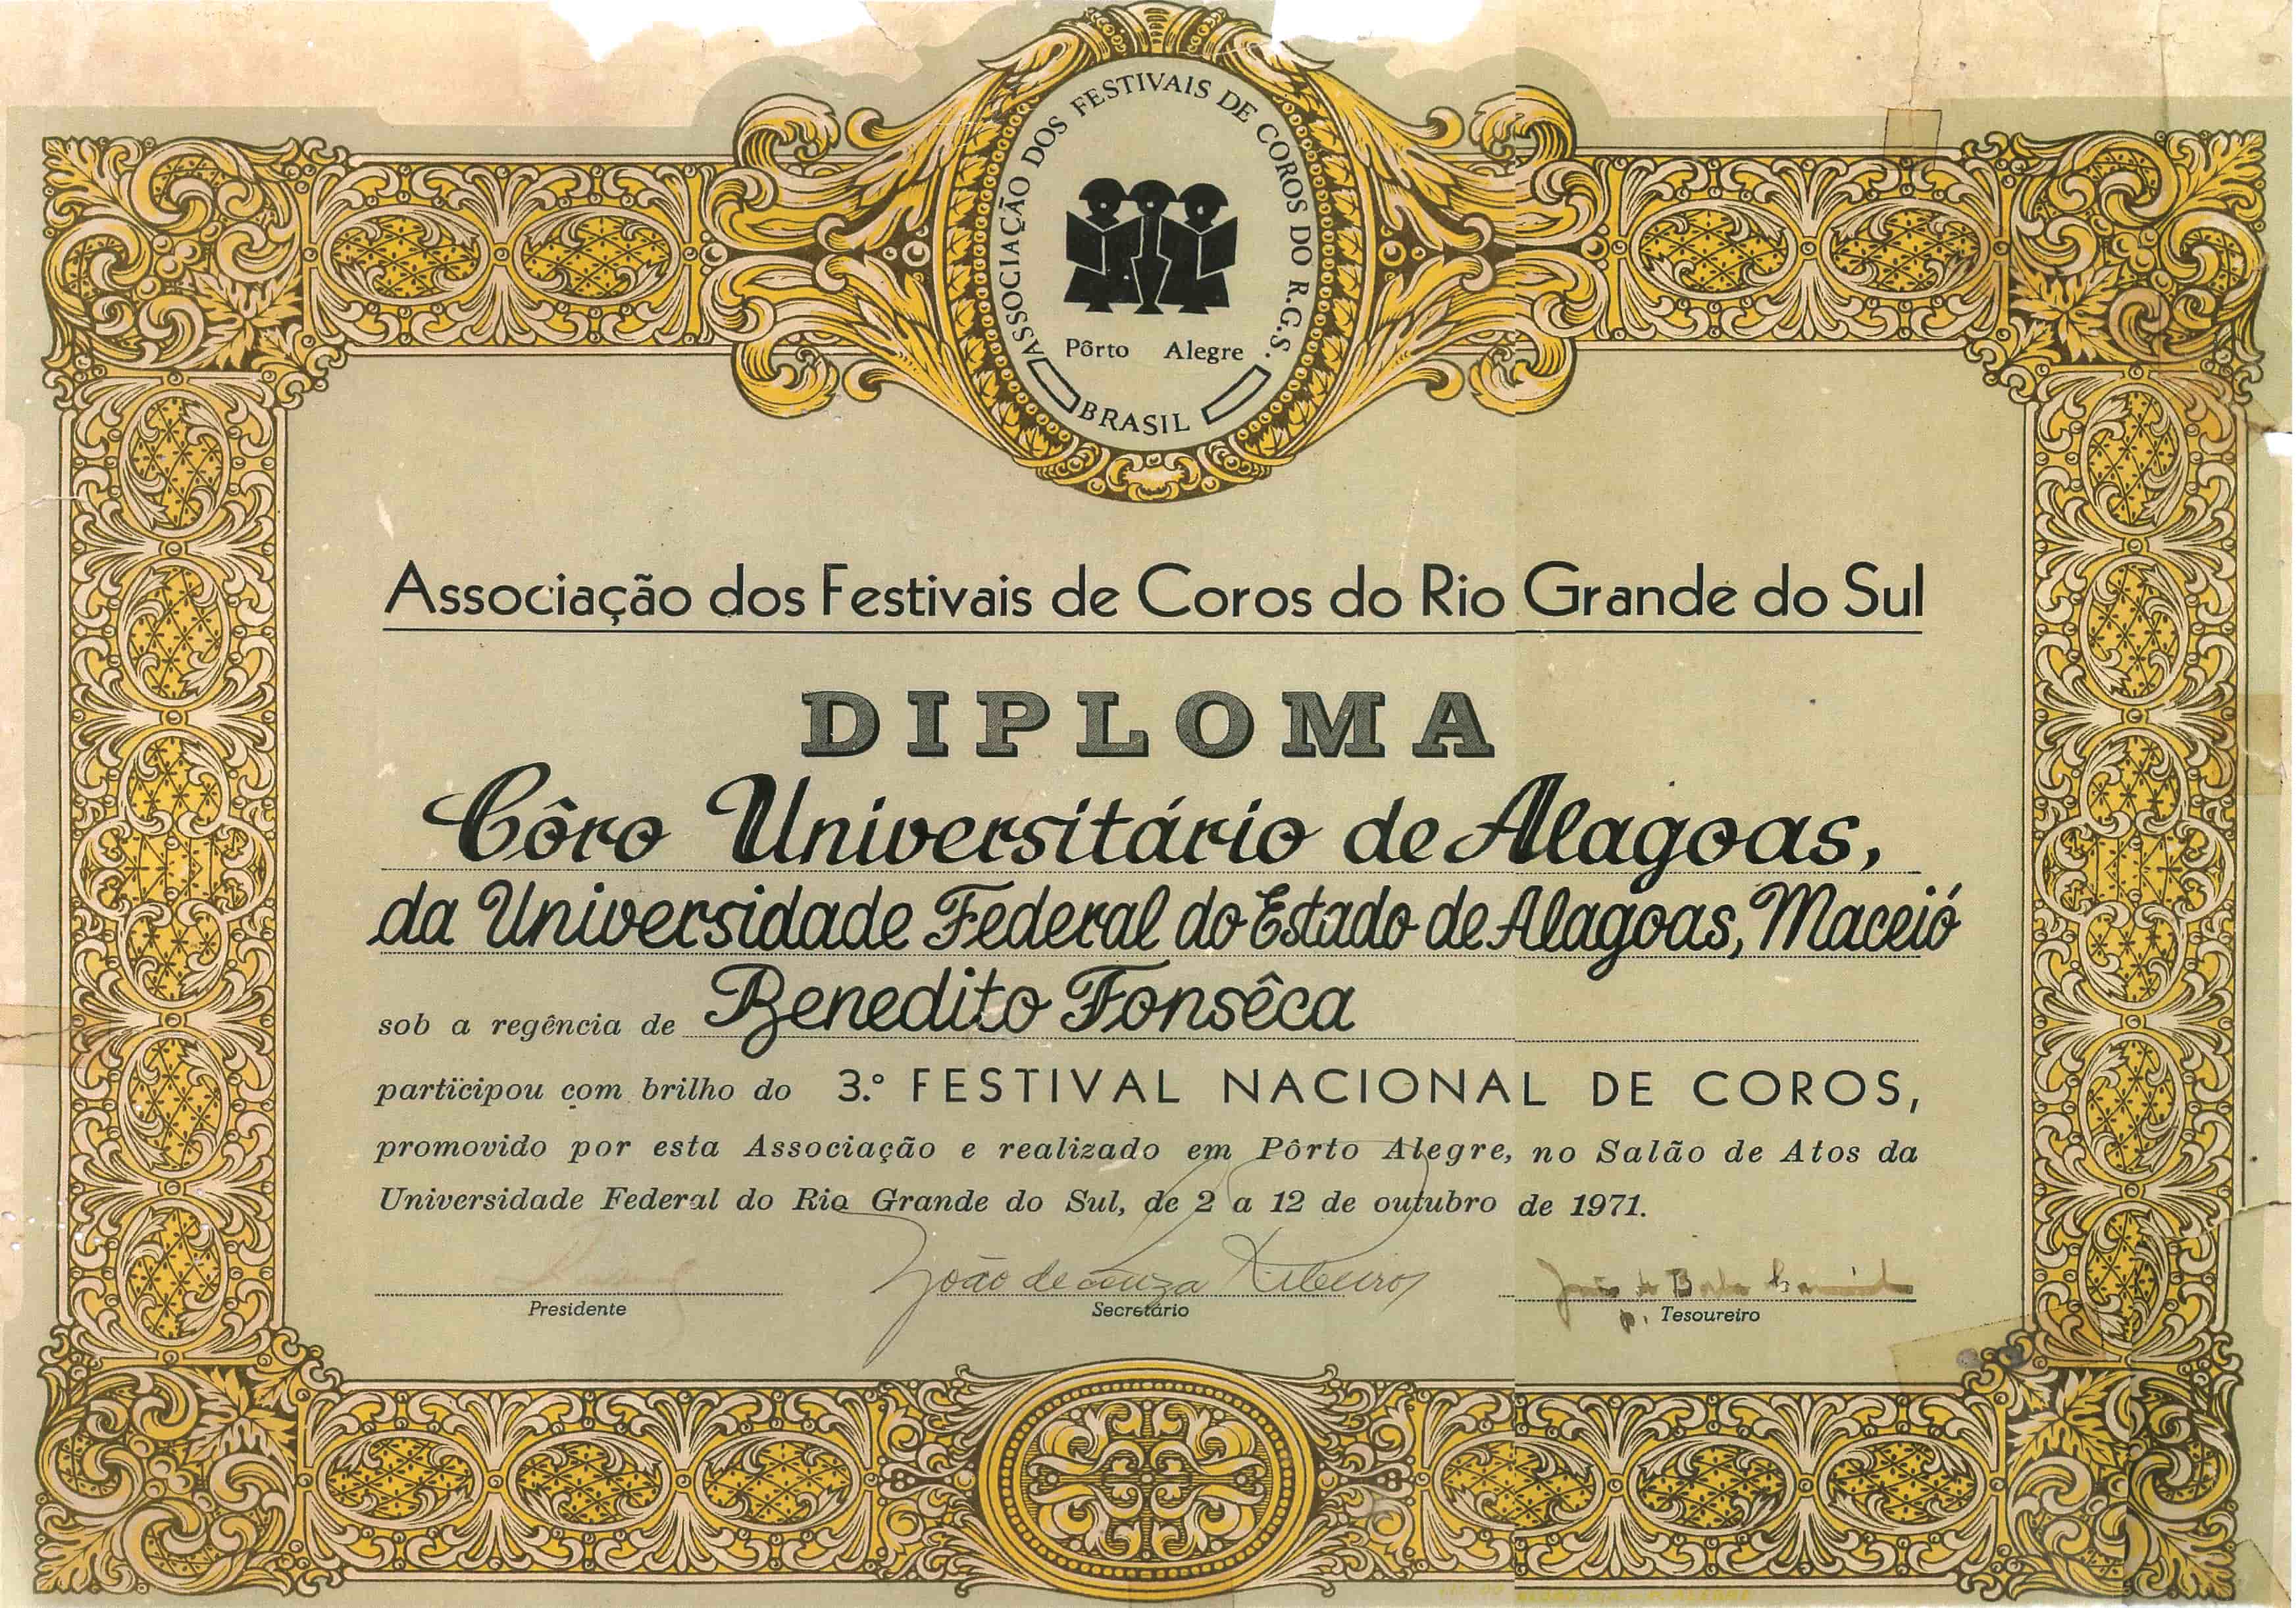 ASSOCIAÇÃO DOS FESTIVAIS DE COROS DO R.G.S.
Pôrto Alegre
BRASIL
Associação dos Festivais de Coros do Rio Grande do Sul
DIPLOMA
Côro Universitário de Alagoas,
da Universidade Federal do Estado de Alagoas, Maceió
sob a regência de Benedito Fonsêca
participou com brilho do 3.º FESTIVAL NACIONAL DE COROS,
promovido por esta Associação e realizado em Pôrto Alegre, no Salão de Atos da
Universidade Federal do Rio Grande do Sul, de 2 a 12 de outubro de 1971.
João de Souza Ribeiro
Presidente Secretário p. Tesoureiro